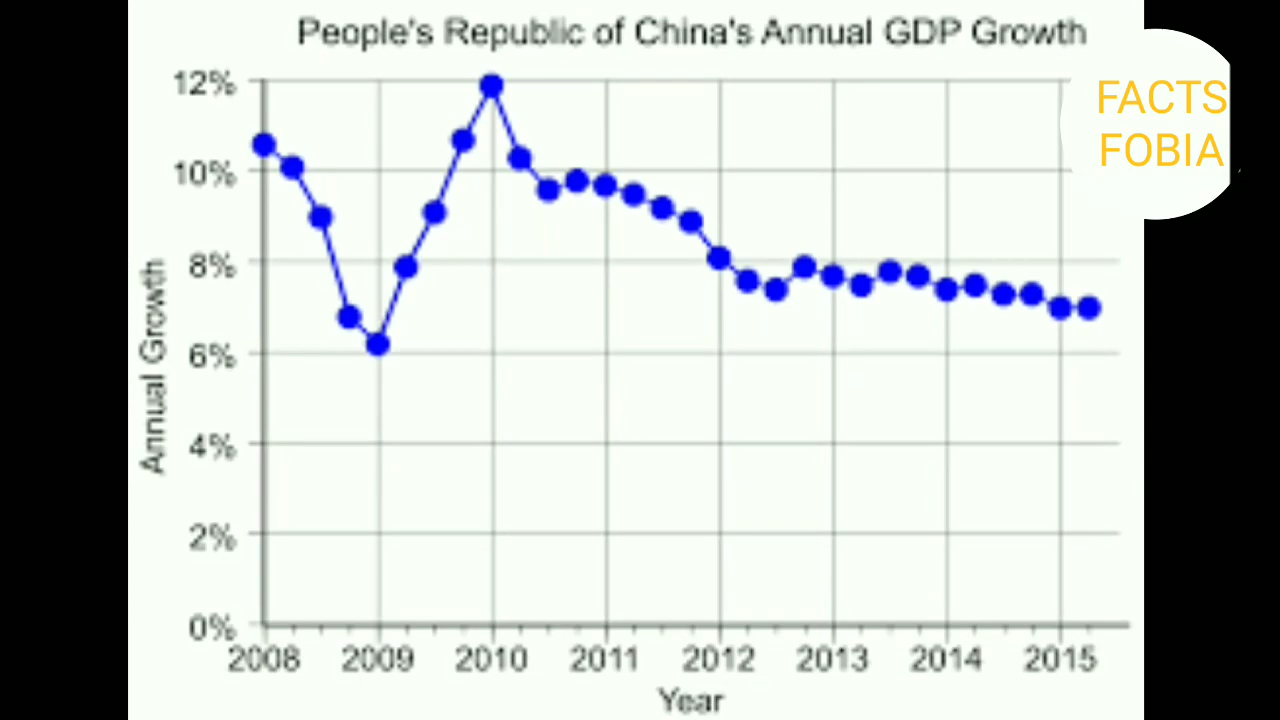 People's Republic of China's Annual GDP Growth
FACTS
FOBIA
12%
10%
8%
6%
4%
2%
0%
Annual Growth
2008 2009 2010 2011 2012 2013 2014 2015
Year